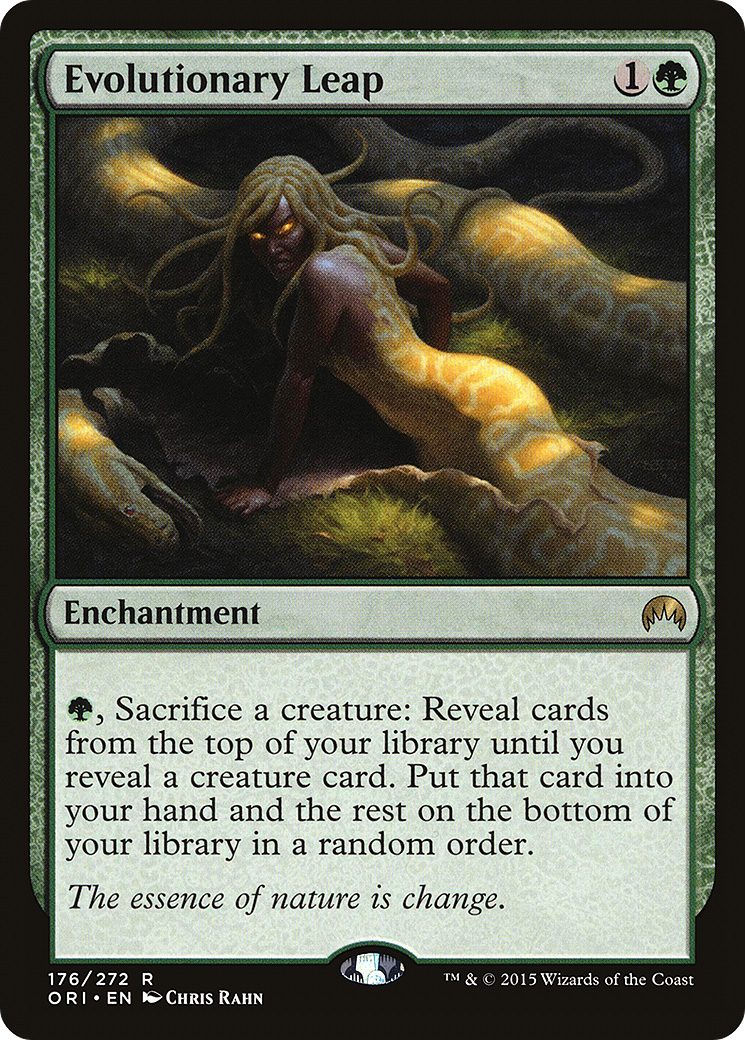 Evolutionary Leap 1
Enchantment
, Sacrifice a creature: Reveal cards
from the top of your library until you
reveal a creature card. Put that card into
your hand and the rest on the bottom of
your library in a random order.
The essence of nature is change.
176/272 R
ORI • EN Chris Rahn
™ & © 2015 Wizards of the Coast